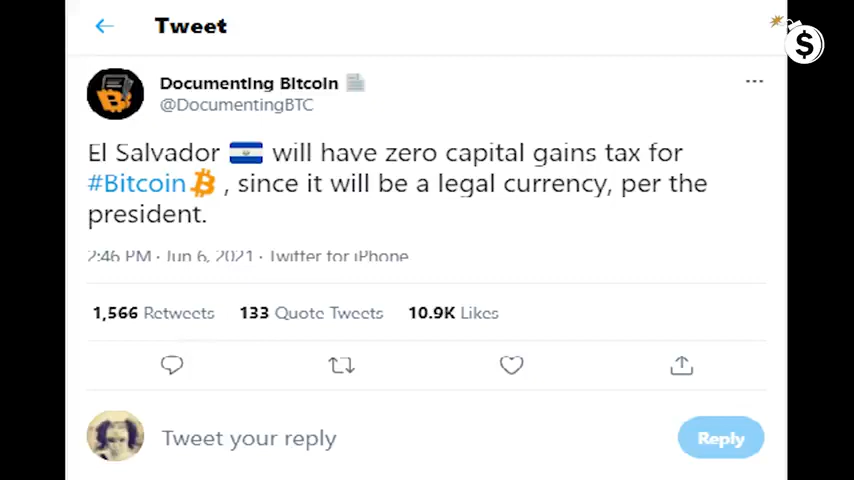 Tweet
Documenting Bitcoin
@DocumentingBTC
El Salvador will have zero capital gains tax for
#Bitcoin , since it will be a legal currency, per the
president.
2:46 PM · Jun 6, 2021 · Twitter for iPhone
1,566 Retweets 133 Quote Tweets 10.9K Likes
Tweet your reply
Reply